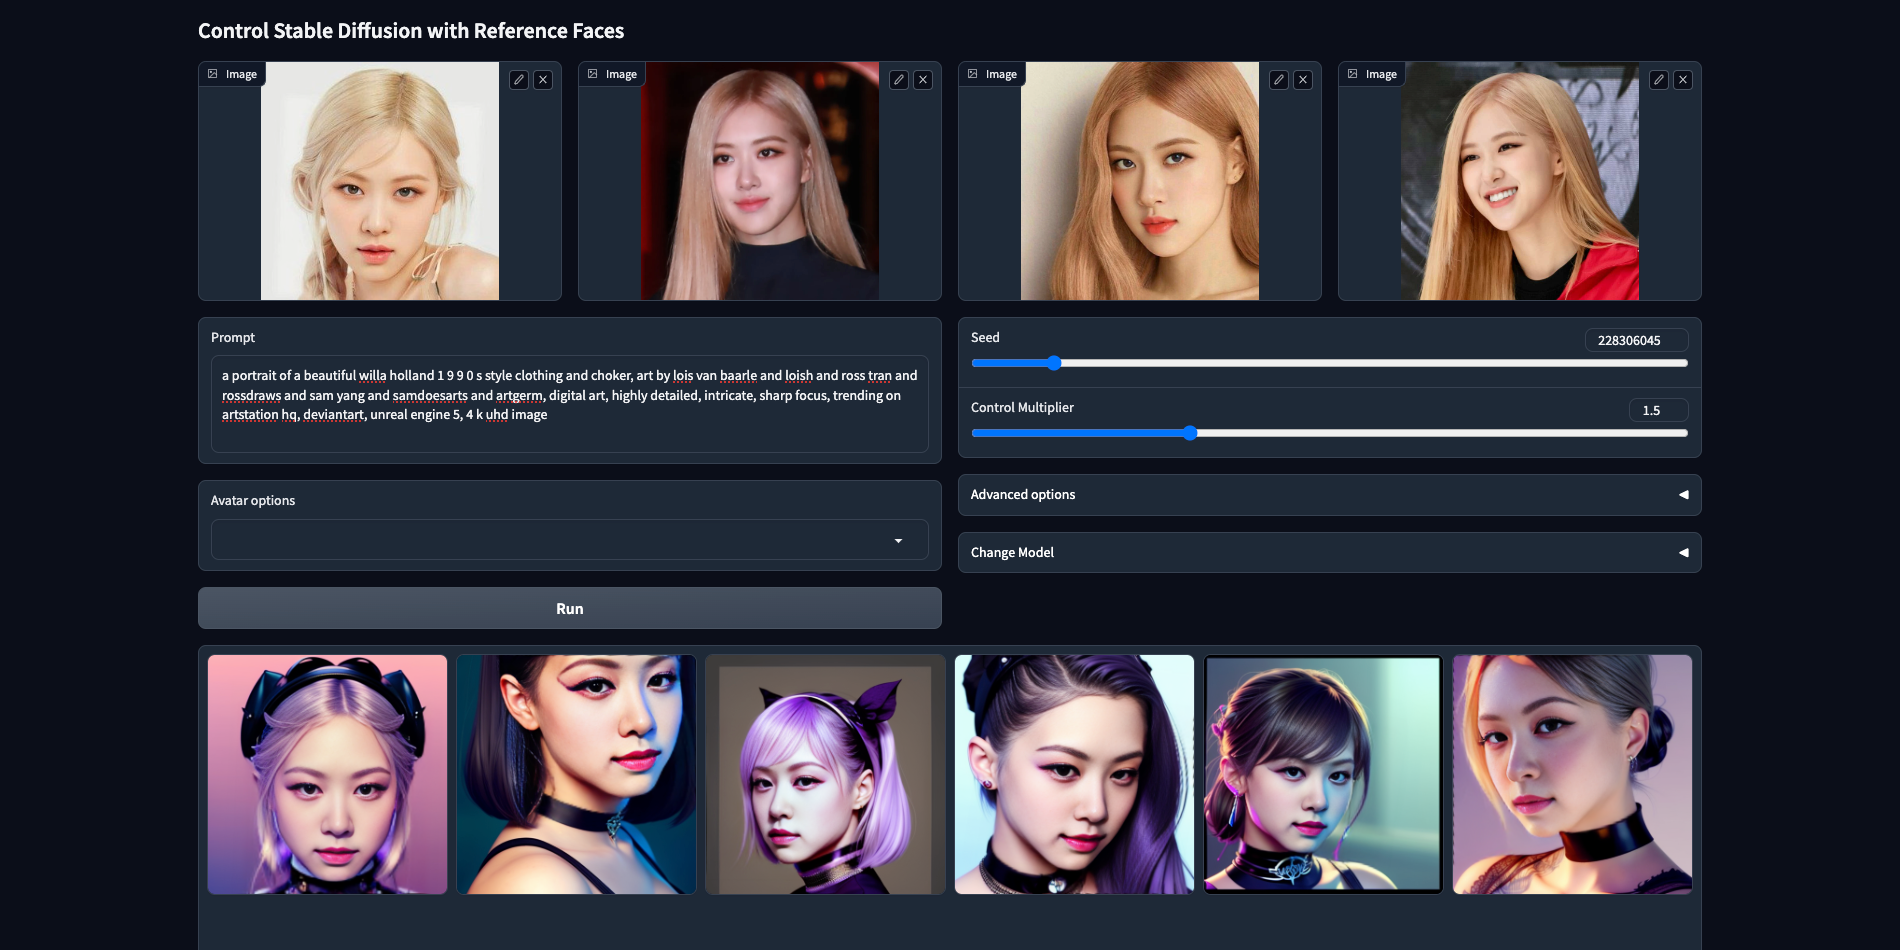 Control Stable Diffusion with Reference Faces
Image
Image
Image
Image
Prompt
a portrait of a beautiful willa holland 1 9 9 0 s style clothing and choker, art by lois van baarle and loish and ross tran and
rossdraws and sam yang and samdoesarts and artgerm, digital art, highly detailed, intricate, sharp focus, trending on
artstation hq, deviantart, unreal engine 5, 4 k uhd image
Seed
228306045
Control Multiplier
1.5
Avatar options
Advanced options
Change Model
Run